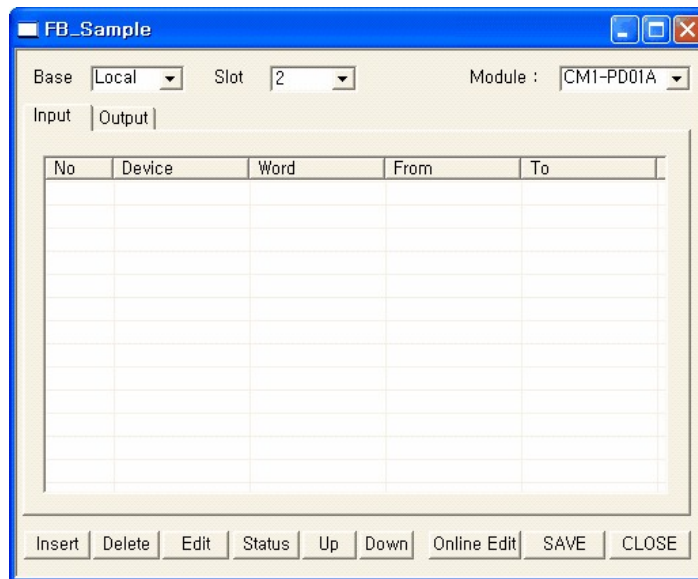 FB_Sample
Base Local Slot 2 Module : CM1-PD01A
Input Output
No Device Word From To
Insert Delete Edit Status Up Down Online Edit SAVE CLOSE